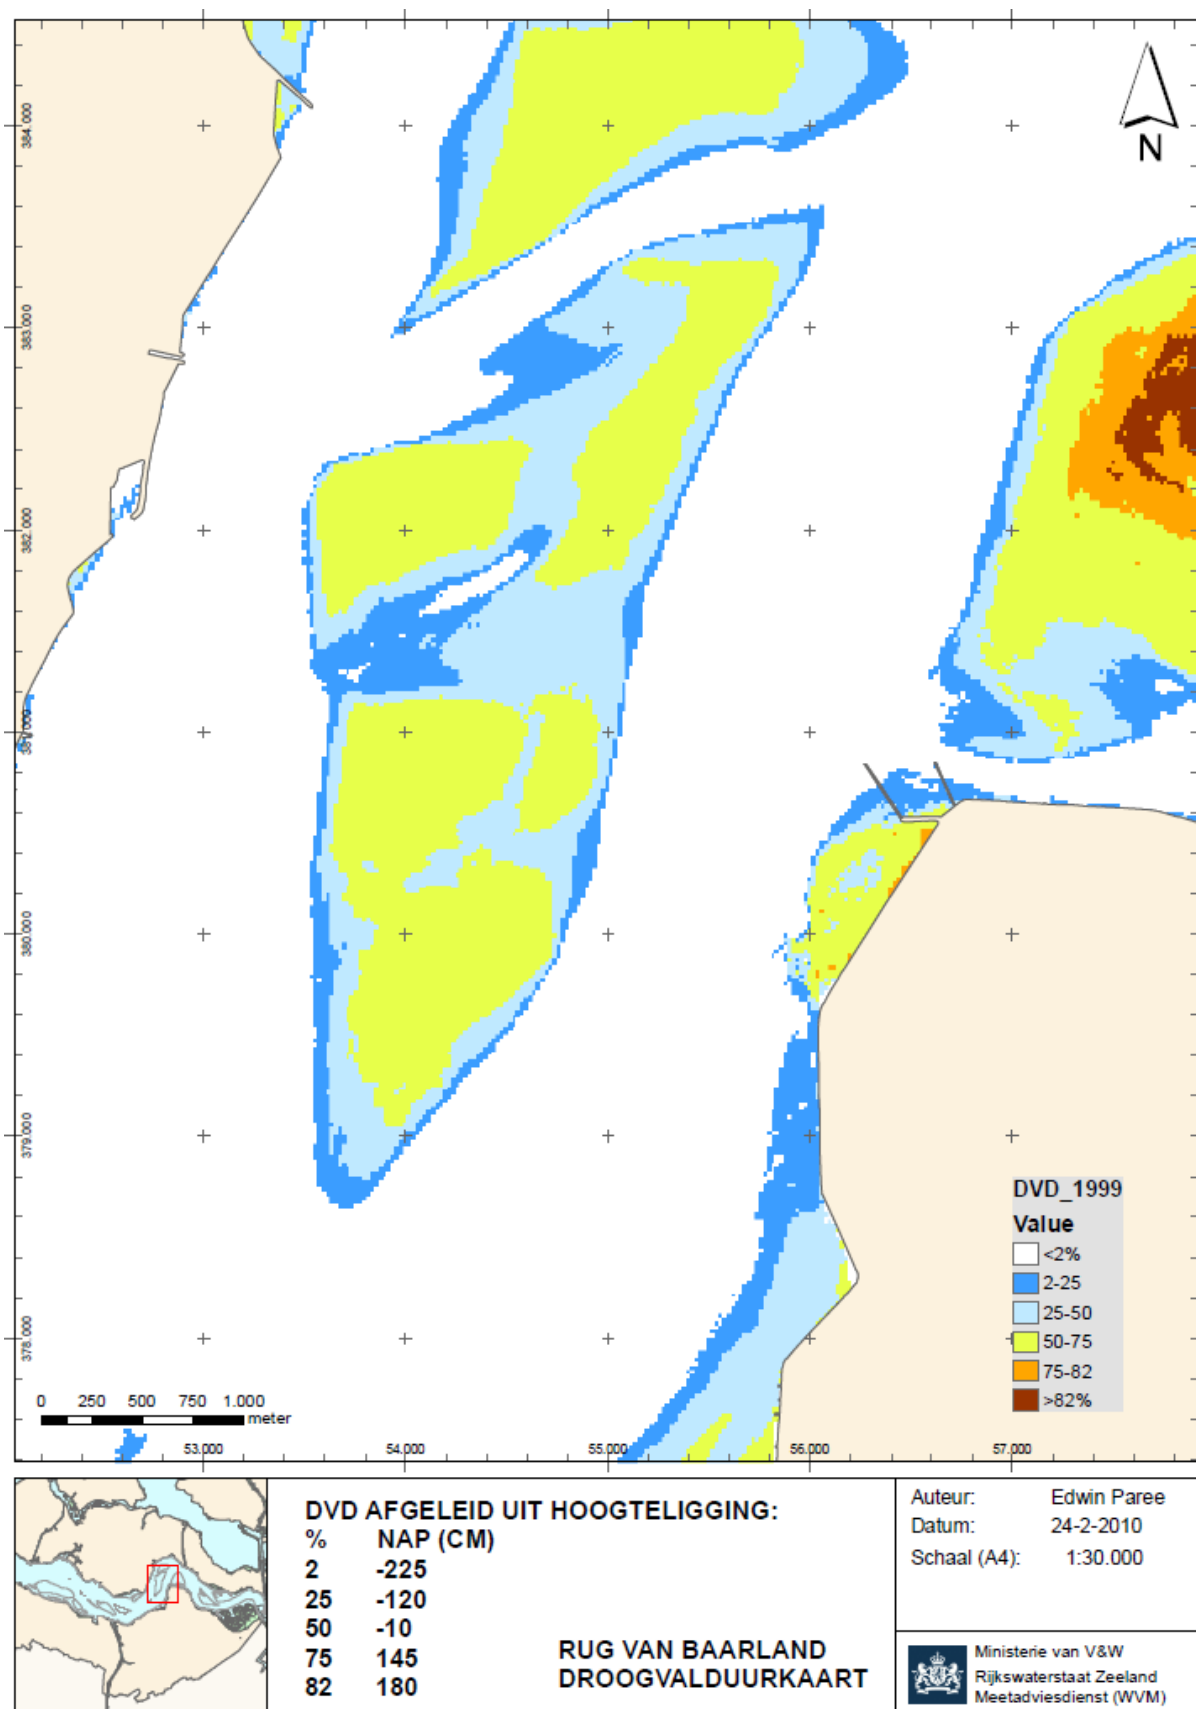 N
384.000
383.000
382.000
381.000
380.000
379.000
378.000
DVD_1999
Value
<2%
2-25
25-50
50-75
75-82
>82%
0 250 500 750 1.000
meter
53.000 54.000 55.000 56.000 57.000
DVD AFGELEID UIT HOOGTELIGGING:
% NAP (CM)
2 -225
25 -120
50 -10
75 145
82 180
RUG VAN BAARLAND
DROOGVALDUURKAART
Auteur: Edwin Paree
Datum: 24-2-2010
Schaal (A4): 1:30.000
Ministerie van V&W
Rijkswaterstaat Zeeland
Meetadviesdienst (WVM)